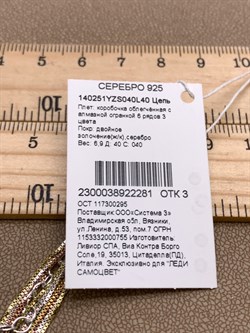 СЕРЕБРО 925
140251YZS040L40 Цепь
Плет. коробочка облегчённая с
алмазной огранкой 6 рядов 3
цвета
Покр: двойное
золочение(ж/к),серебро
Вес: 6,9 Д: 40 С: 040
2300038922281 ОТК 3
ОСТ 117300295
Поставщик ООО«Система 3»
Владимирская обл, Вязники,
ул.Ленина, д.53, пом.7 ОГРН
1153332000755 Изготовитель:
Ливиор СПА, Виа Контра Борго
Соле,19, 35013, Цитаделла(ПД),
Италия. Эксклюзивно для "ЛЕДИ
САМОЦВЕТ"